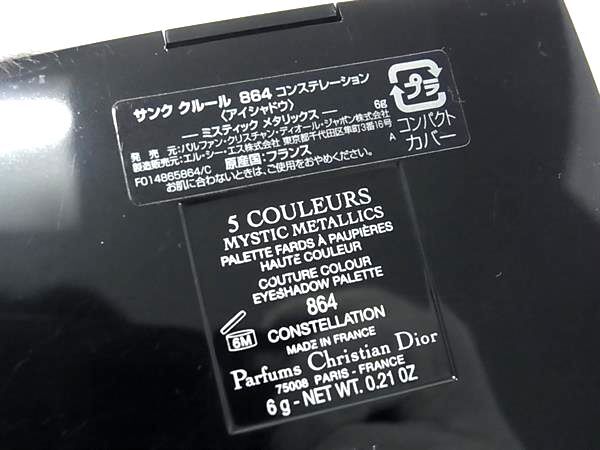 サンク クルール 864 コンステレーション
〈アイシャドウ〉
— ミスティック メタリックス — 6g
発 売 元:パルファン・クリスチャン・ディオール・ジャポン株式会社
製造販売元:エル・シー・エス株式会社 東京都千代田区隼町3番16号
F014865864/C 原産国:フランス A
お肌に合わないときは、ご使用をおやめください。
プラ
コンパクト
カバー
5 COULEURS
MYSTIC METALLICS
PALETTE FARDS À PAUPIÈRES
HAUTE COULEUR
COUTURE COLOUR
EYESHADOW PALETTE
864
6M
CONSTELLATION
MADE IN FRANCE
Parfums Christian Dior
75008 PARIS - FRANCE
6 g - NET WT. 0.21 OZ